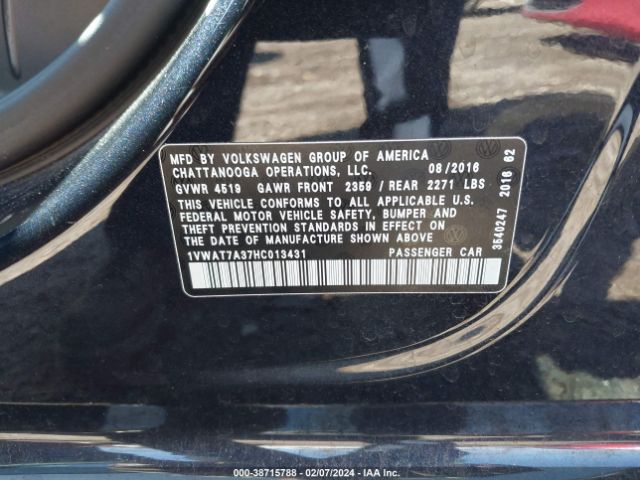 MFD BY VOLKSWAGEN GROUP OF AMERICA
CHATTANOOGA OPERATIONS, LLC. 08/2016
GVWR 4519 GAWR FRONT 2359 / REAR 2271 LBS
THIS VEHICLE CONFORMS TO ALL APPLICABLE U.S.
FEDERAL MOTOR VEHICLE SAFETY, BUMPER AND
THEFT PREVENTION STANDARDS IN EFFECT ON THE
DATE OF MANUFACTURE SHOWN ABOVE
1VWAT7A37HC013431 PASSENGER CAR
3540247 2016 62
000-38715788 - 02/07/2024 - IAA Inc.